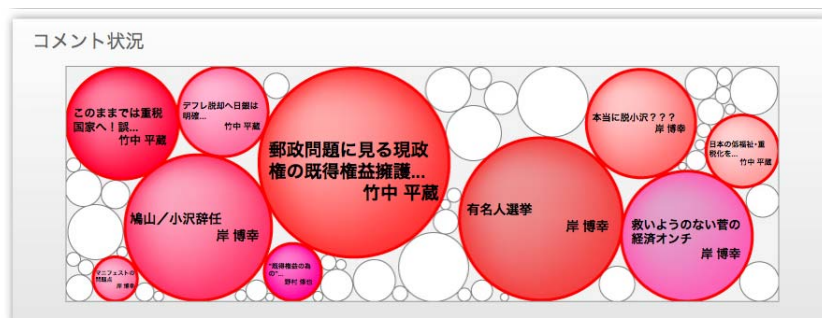 コメント状況
このままでは重税
国家へ！誤...
竹中 平蔵
デフレ脱却へ日銀は
明確...
竹中 平蔵
郵政問題に見る現政
権の既得権益擁護...
竹中 平蔵
本当に脱小沢？？？
岸 博幸
日本の低福祉・重
税化を...
竹中 平蔵
鳩山／小沢辞任
岸 博幸
有名人選挙
岸 博幸
救いようのない菅の
経済オンチ
岸 博幸
マニフェストの
問題点
岸 博幸
"既得権益の為
の"...
野村 修也